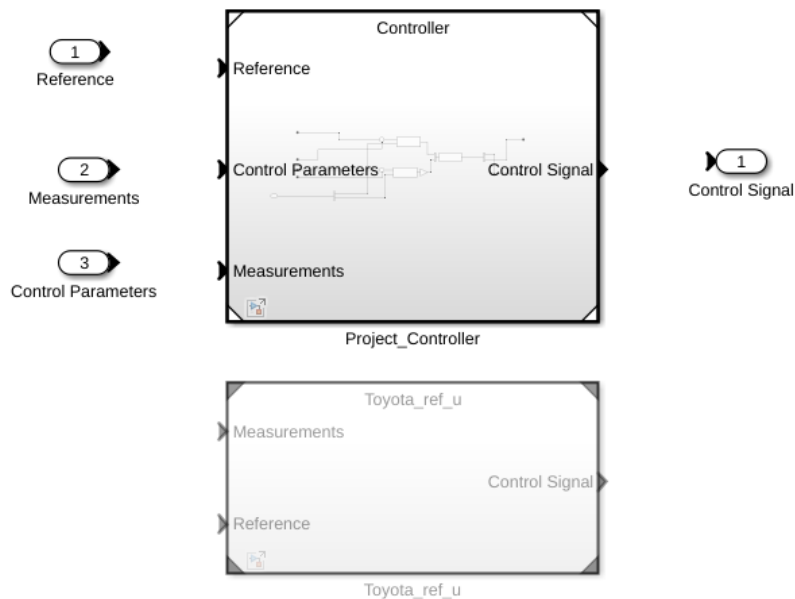 Controller
1
Reference
Reference
2
Measurements
Control Parameters
Control Signal
1
Control Signal
3
Control Parameters
Measurements
Project_Controller
Toyota_ref_u
Measurements
Control Signal
Reference
Toyota_ref_u